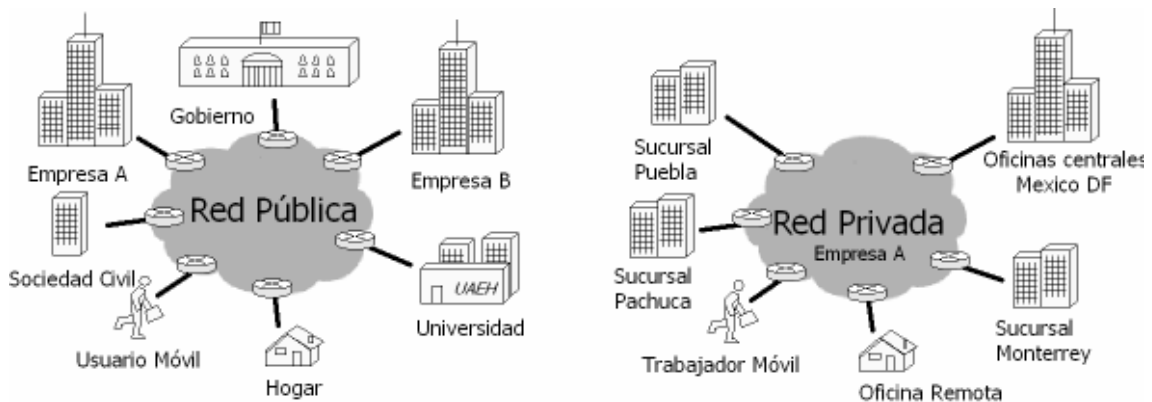 Gobierno
Empresa A
Empresa B
Red Pública
Sociedad Civil
UAEH
Universidad
Usuario Móvil
Hogar
Sucursal
Puebla
Oficinas centrales
Mexico DF
Red Privada
Empresa A
Sucursal
Pachuca
Sucursal
Monterrey
Trabajador Móvil
Oficina Remota